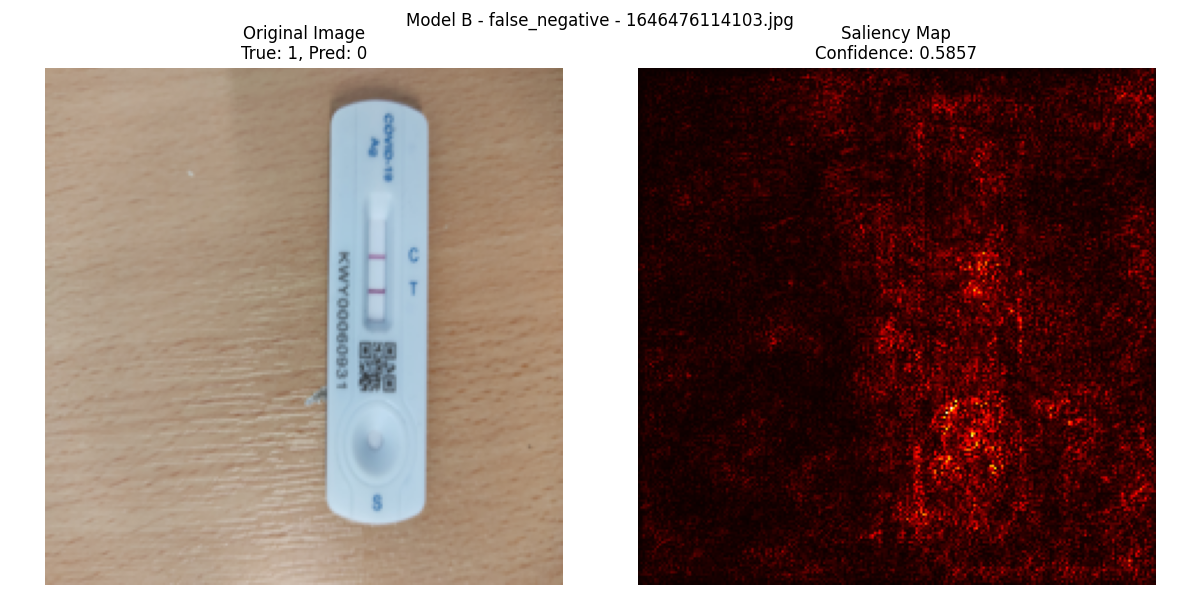 Model B - false_negative - 1646476114103.jpg
Original Image
True: 1, Pred: 0
Saliency Map
Confidence: 0.5857
COVID-19
Ag
C
T
KWY00060931
S